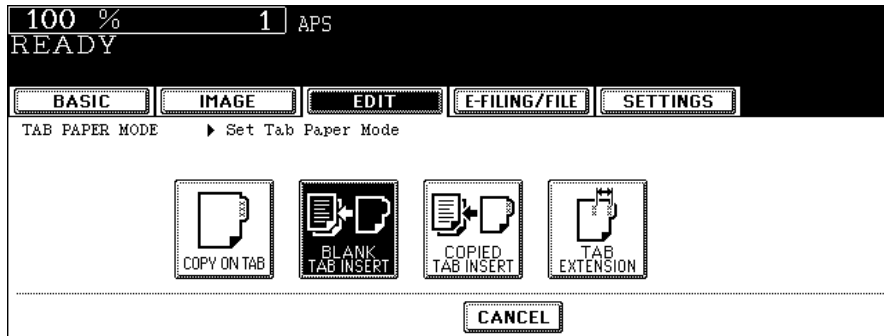 100 % 1 APS
READY
BASIC IMAGE EDIT E-FILING/FILE SETTINGS
TAB PAPER MODE ▶ Set Tab Paper Mode
COPY ON TAB
BLANK
TAB INSERT
COPIED
TAB INSERT
TAB
EXTENSION
CANCEL